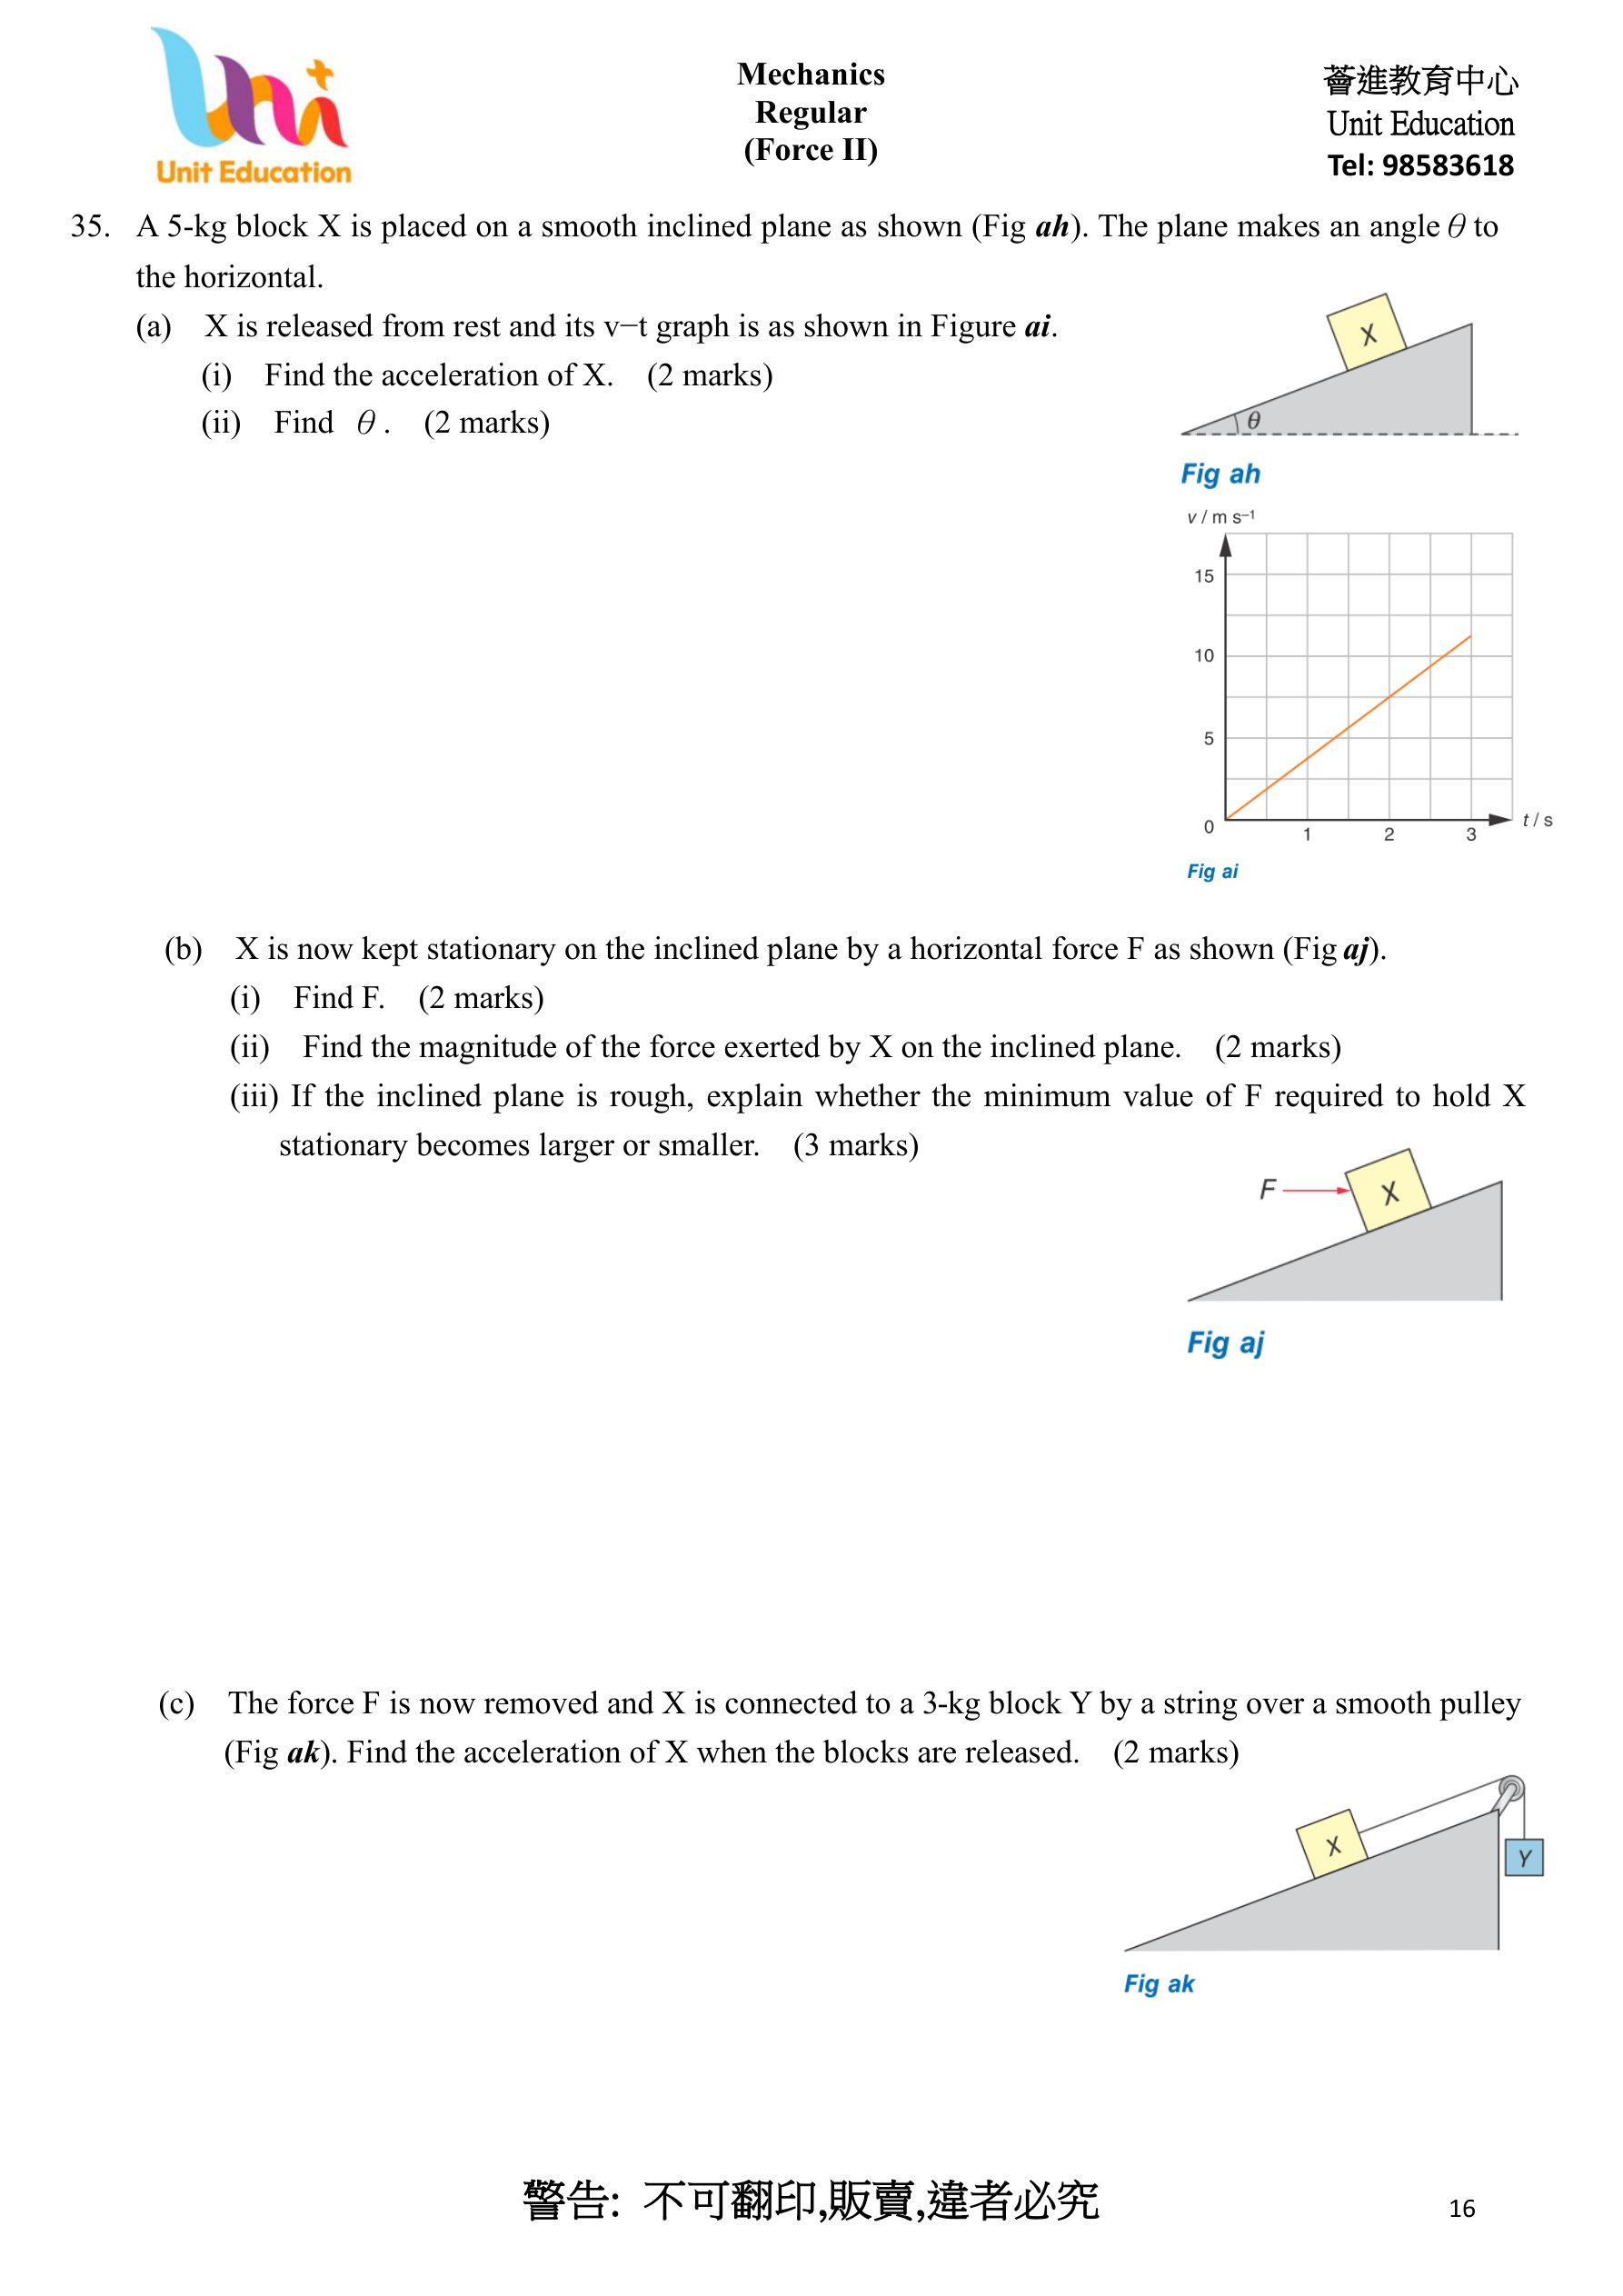 Unit Education
Mechanics
Regular
(Force II)
薈進教育中心
Unit Education
Tel: 98583618
35. A 5-kg block X is placed on a smooth inclined plane as shown (Fig ah). The plane makes an angle θ to
the horizontal.
(a) X is released from rest and its v−t graph is as shown in Figure ai.
(i) Find the acceleration of X. (2 marks)
(ii) Find θ. (2 marks)
X
θ
Fig ah
v / m s⁻¹
15
10
5
0
1 2 3
t / s
Fig ai
(b) X is now kept stationary on the inclined plane by a horizontal force F as shown (Fig aj).
(i) Find F. (2 marks)
(ii) Find the magnitude of the force exerted by X on the inclined plane. (2 marks)
(iii) If the inclined plane is rough, explain whether the minimum value of F required to hold X
stationary becomes larger or smaller. (3 marks)
F X
Fig aj
(c) The force F is now removed and X is connected to a 3-kg block Y by a string over a smooth pulley
(Fig ak). Find the acceleration of X when the blocks are released. (2 marks)
X
Y
Fig ak
警告: 不可翻印,販賣,違者必究
16